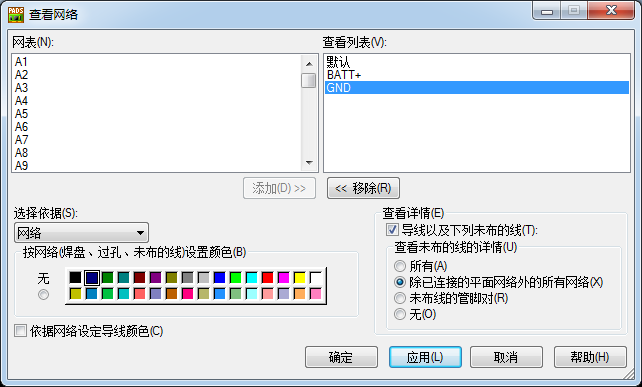 PADS
查看网络
网表(N):
A1
A2
A3
A4
A5
A6
A7
A8
A9
查看列表(V):
默认
BATT+
GND
添加(D) >>
<< 移除(R)
选择依据(S):
网络
按网络(焊盘、过孔、未布的线)设置颜色(B)
无
依据网络设定导线颜色(C)
查看详情(E)
导线以及下列未布的线(T):
查看未布的线的详情(U)
所有(A)
除已连接的平面网络外的所有网络(X)
未布线的管脚对(R)
无(O)
确定
应用(L)
取消
帮助(H)